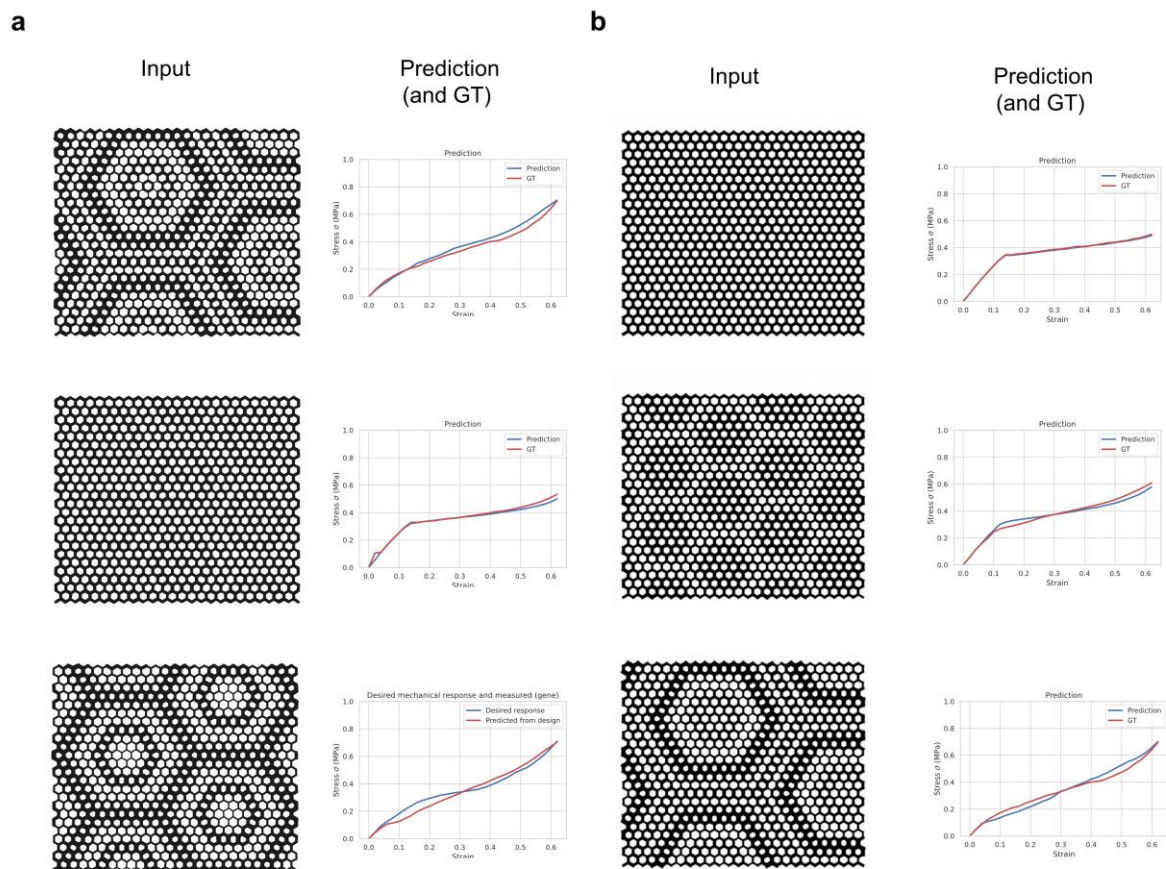 a
b
Input
Prediction
(and GT)
Input
Prediction
(and GT)
Prediction
Prediction
GT
Stress σ (MPa)
1.0
0.8
0.6
0.4
0.2
0.0
0.0 0.1 0.2 0.3 0.4 0.5 0.6
Strain
Prediction
Prediction
GT
Stress σ (MPa)
1.0
0.8
0.6
0.4
0.2
0.0
0.0 0.1 0.2 0.3 0.4 0.5 0.6
Strain
Prediction
Prediction
GT
Stress σ (MPa)
1.0
0.8
0.6
0.4
0.2
0.0
0.0 0.1 0.2 0.3 0.4 0.5 0.6
Strain
Prediction
Prediction
GT
Stress σ (MPa)
1.0
0.8
0.6
0.4
0.2
0.0
0.0 0.1 0.2 0.3 0.4 0.5 0.6
Strain
Desired mechanical response and measured (gene)
Desired response
Predicted from design
Stress σ (MPa)
1.0
0.8
0.6
0.4
0.2
0.0
0.0 0.1 0.2 0.3 0.4 0.5 0.6
Strain
Prediction
Prediction
GT
Stress σ (MPa)
1.0
0.8
0.6
0.4
0.2
0.0
0.0 0.1 0.2 0.3 0.4 0.5 0.6
Strain